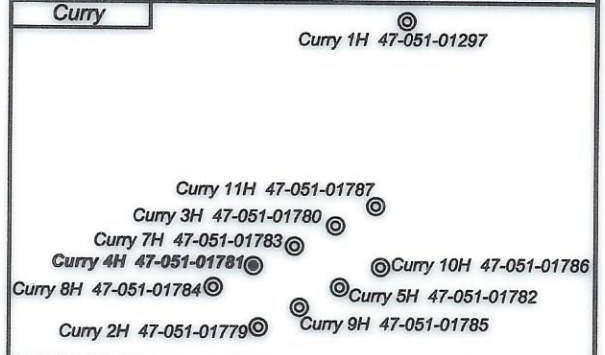 Curry
Curry 1H 47-051-01297
Curry 11H 47-051-01787
Curry 3H 47-051-01780
Curry 7H 47-051-01783
Curry 4H 47-051-01781
Curry 10H 47-051-01786
Curry 8H 47-051-01784
Curry 5H 47-051-01782
Curry 9H 47-051-01785
Curry 2H 47-051-01779